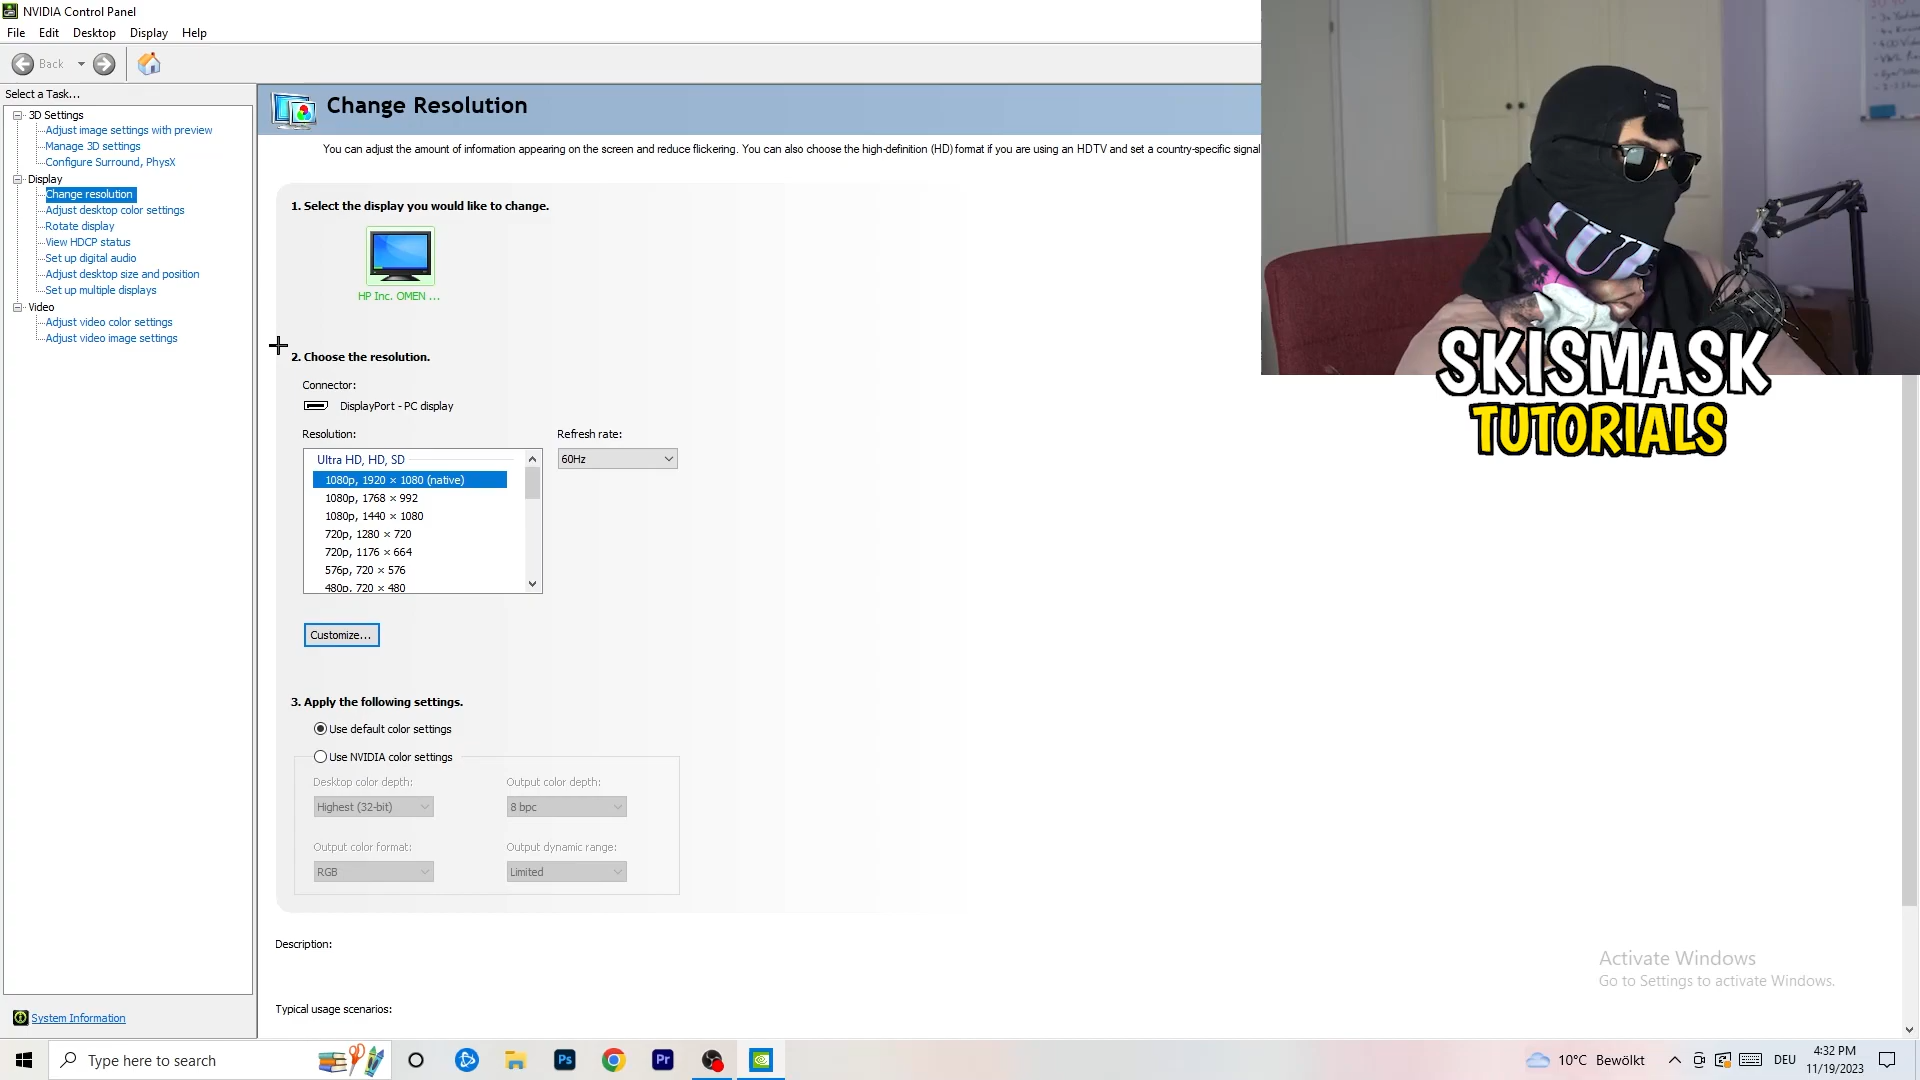 NVIDIA Control Panel
File Edit Desktop Display Help
Back
Select a Task...
3D Settings
Adjust image settings with preview
Manage 3D settings
Configure Surround, PhysX
Display
Change resolution
Adjust desktop color settings
Rotate display
View HDCP status
Set up digital audio
Adjust desktop size and position
Set up multiple displays
Video
Adjust video color settings
Adjust video image settings
System Information
Change Resolution
You can adjust the amount of information appearing on the screen and reduce flickering. You can also choose the high-definition (HD) format if you are using an HDTV and set a country-specific signal
1. Select the display you would like to change.
HP Inc. OMEN ...
2. Choose the resolution.
Connector:
DisplayPort - PC display
Resolution:
Refresh rate:
Ultra HD, HD, SD
60Hz
1080p, 1920 × 1080 (native)
1080p, 1768 × 992
1080p, 1440 × 1080
720p, 1280 × 720
720p, 1176 × 664
576p, 720 × 576
480p, 720 × 480
Customize...
3. Apply the following settings.
Use default color settings
Use NVIDIA color settings
Desktop color depth:
Output color depth:
Highest (32-bit)
8 bpc
Output color format:
Output dynamic range:
RGB
Limited
Description:
Typical usage scenarios:
SKISMASK
TUTORIALS
Activate Windows
Go to Settings to activate Windows.
Type here to search
Ps
Pr
10°C Bewölkt
DEU
4:32 PM
11/19/2023